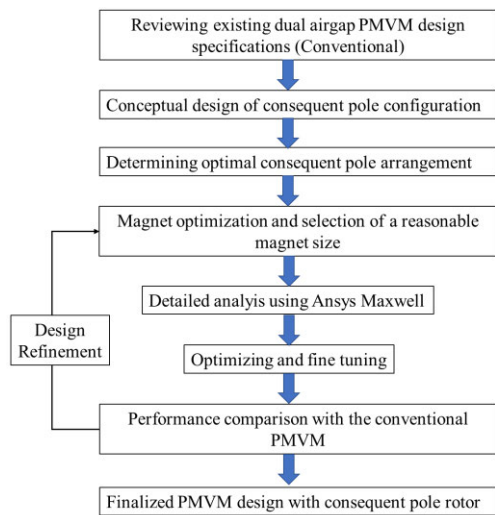 Reviewing existing dual airgap PMVM design
specifications (Conventional)
Conceptual design of consequent pole configuration
Determining optimal consequent pole arrangement
Magnet optimization and selection of a reasonable
magnet size
Detailed analyis using Ansys Maxwell
Design
Refinement
Optimizing and fine tuning
Performance comparison with the conventional
PMVM
Finalized PMVM design with consequent pole rotor